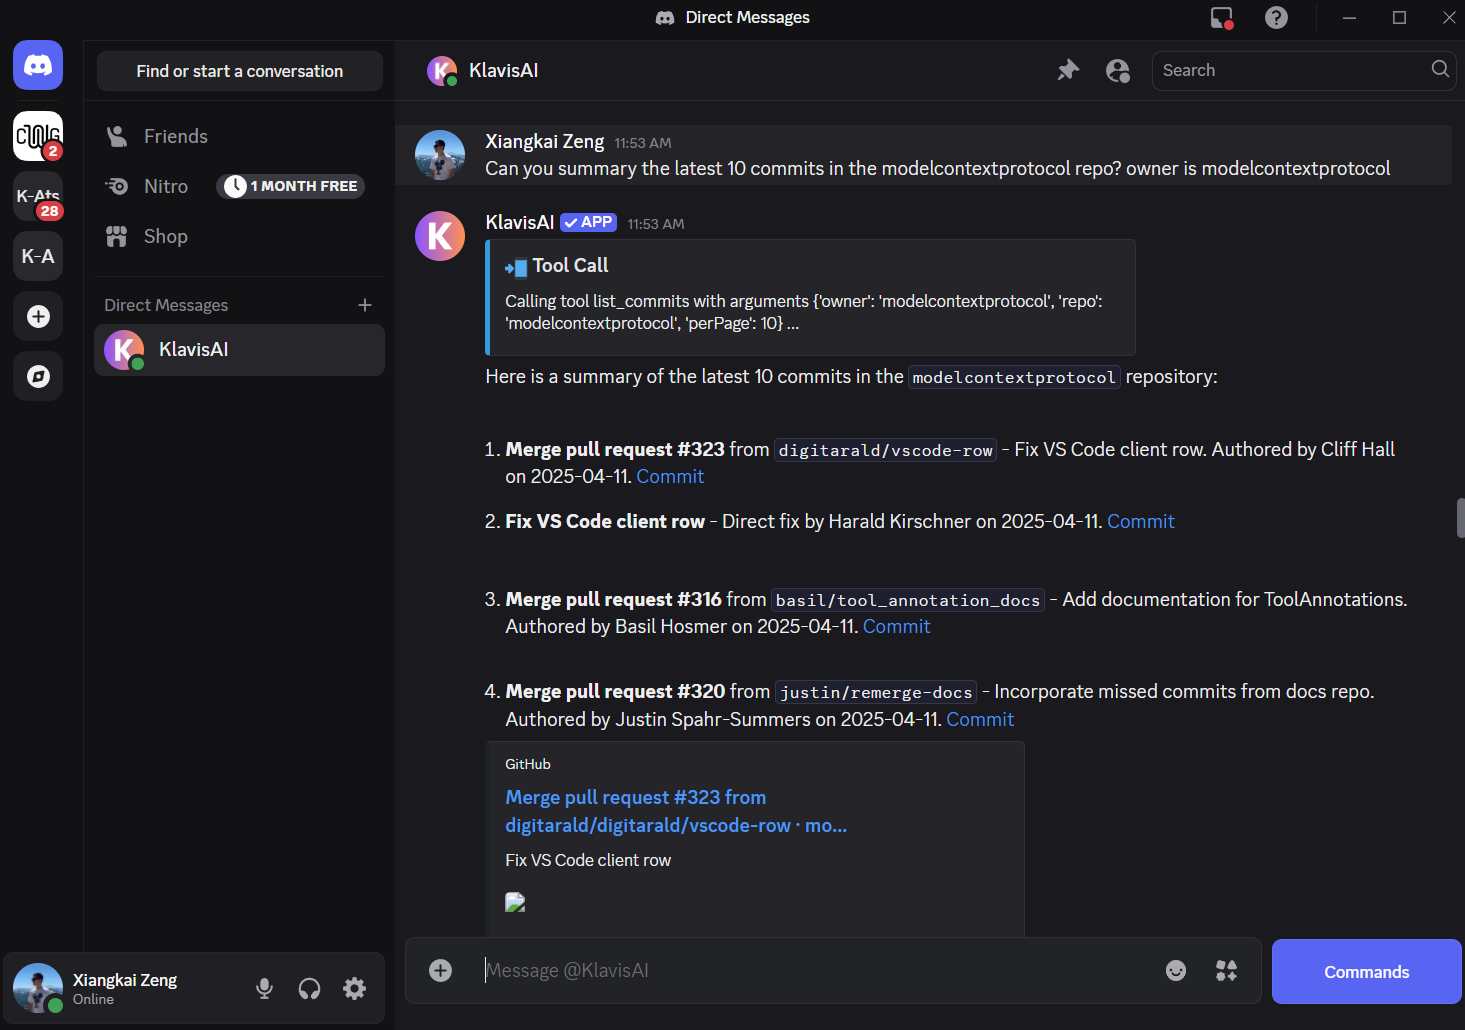 Direct Messages
Find or start a conversation
KlavisAI
Search
2
K-Ats
28
K-A
Friends
Nitro
1 MONTH FREE
Shop
Direct Messages
KlavisAI
Xiangkai Zeng 11:53 AM
Can you summary the latest 10 commits in the modelcontextprotocol repo? owner is modelcontextprotocol
K
KlavisAI APP 11:53 AM
Tool Call
Calling tool list_commits with arguments {'owner': 'modelcontextprotocol', 'repo':
'modelcontextprotocol', 'perPage': 10} ...
Here is a summary of the latest 10 commits in the modelcontextprotocol repository:
1. Merge pull request #323 from digitarald/vscode-row - Fix VS Code client row. Authored by Cliff Hall
on 2025-04-11. Commit
2. Fix VS Code client row - Direct fix by Harald Kirschner on 2025-04-11. Commit
3. Merge pull request #316 from basil/tool_annotation_docs - Add documentation for ToolAnnotations.
Authored by Basil Hosmer on 2025-04-11. Commit
4. Merge pull request #320 from justin/remerge-docs - Incorporate missed commits from docs repo.
Authored by Justin Spahr-Summers on 2025-04-11. Commit
GitHub
Merge pull request #323 from
digitarald/digitarald/vscode-row · mo...
Fix VS Code client row
Xiangkai Zeng
Online
Message @KlavisAI
Commands